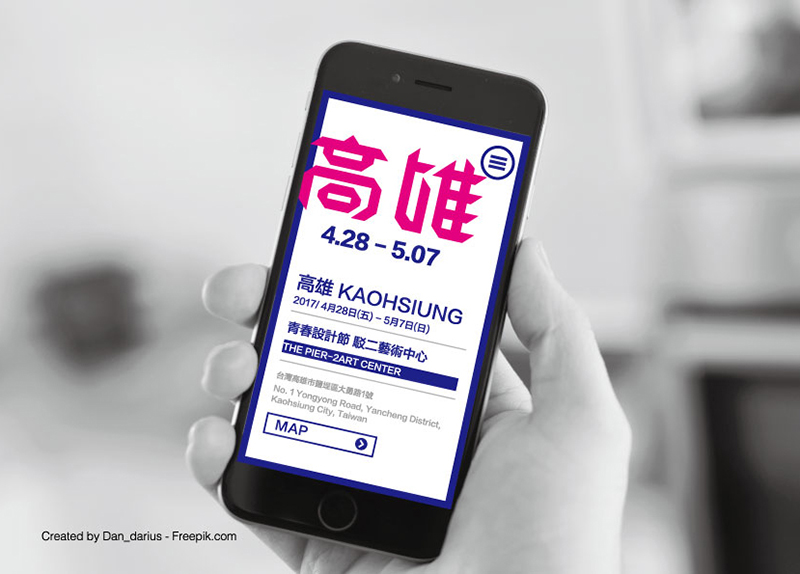 高雄
4.28 – 5.07
高雄 KAOHSIUNG
2017/ 4月28日(五) – 5月7日(日)
青春設計節 駁二藝術中心
THE PIER-2ART CENTER
台灣高雄市鹽埕區大勇路1號
No. 1 Yongyong Road, Yancheng District,
Kaohsiung City, Taiwan
MAP
Created by Dan_darius - Freepik.com